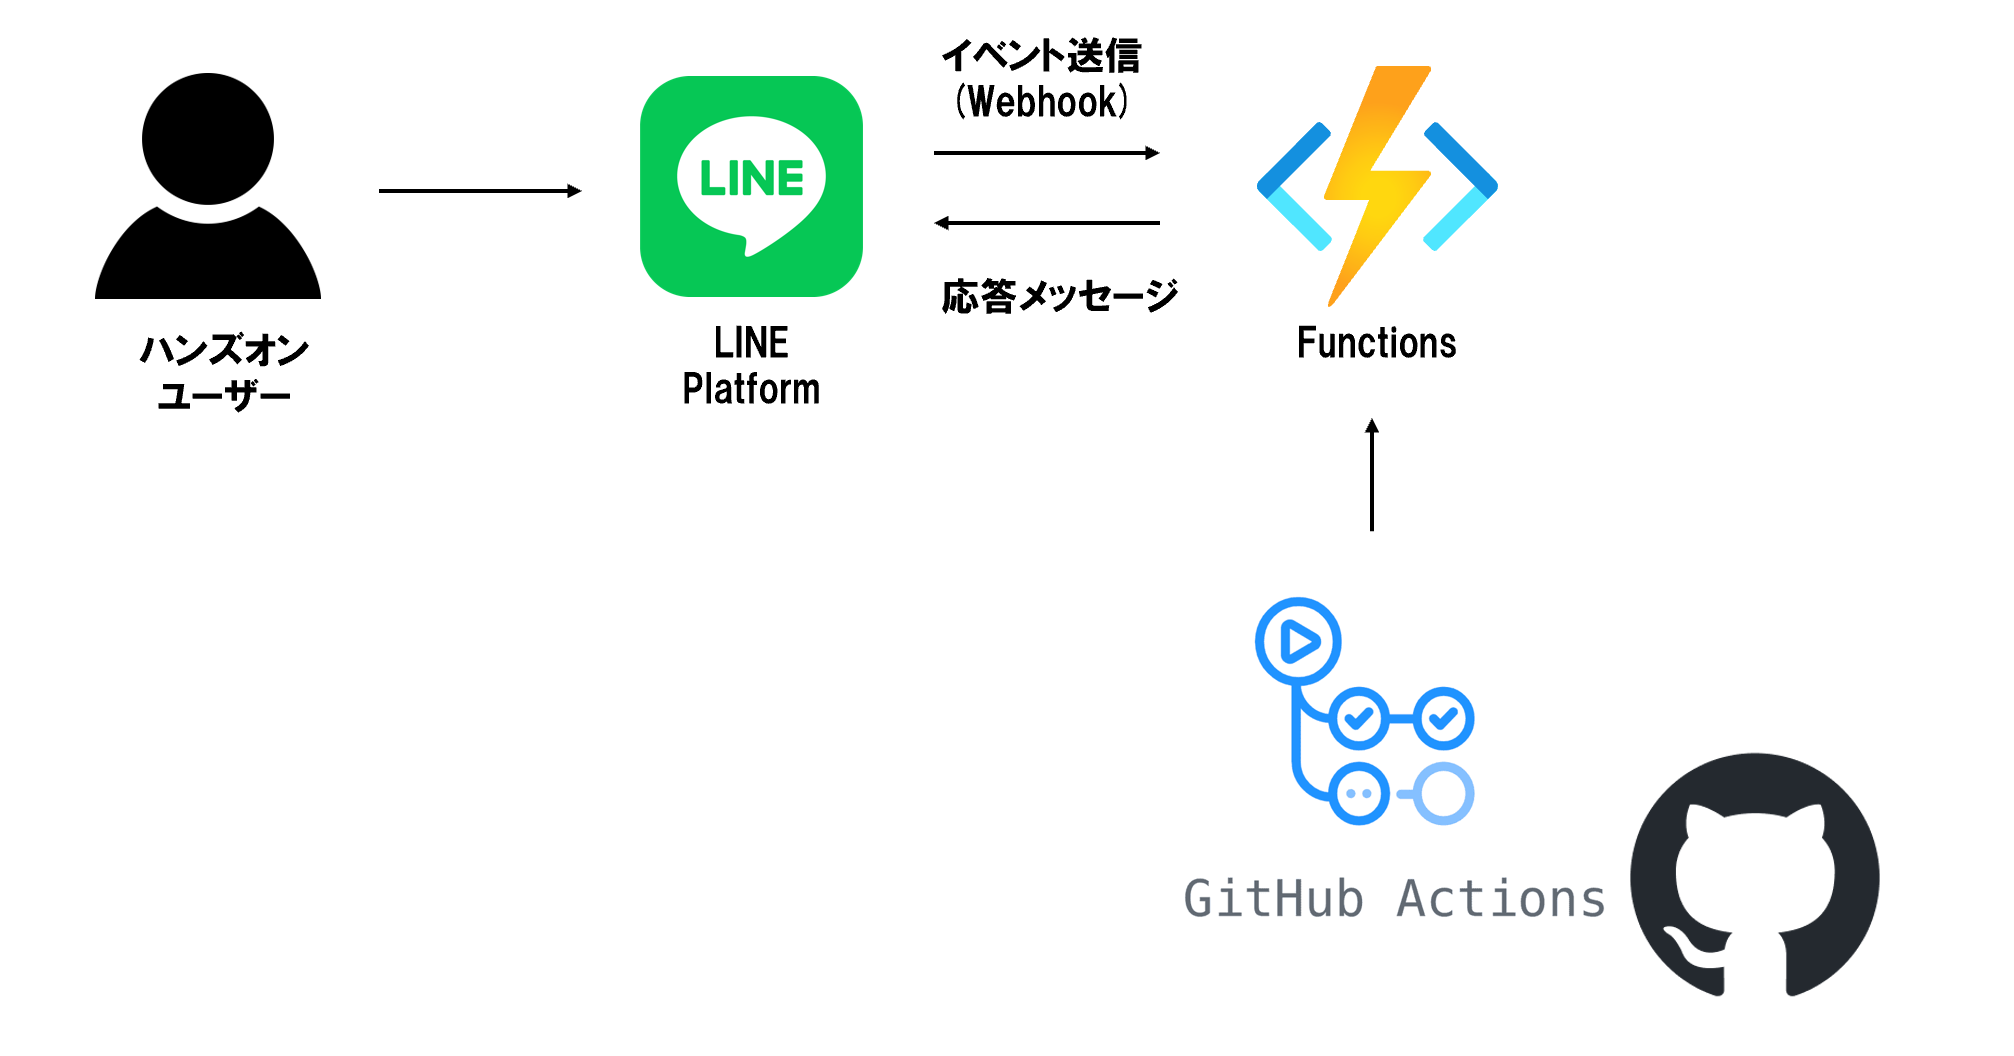 イベント送信
(Webhook)
LINE
応答メッセージ
ハンズオン
ユーザー
LINE
Platform
Functions
GitHub Actions